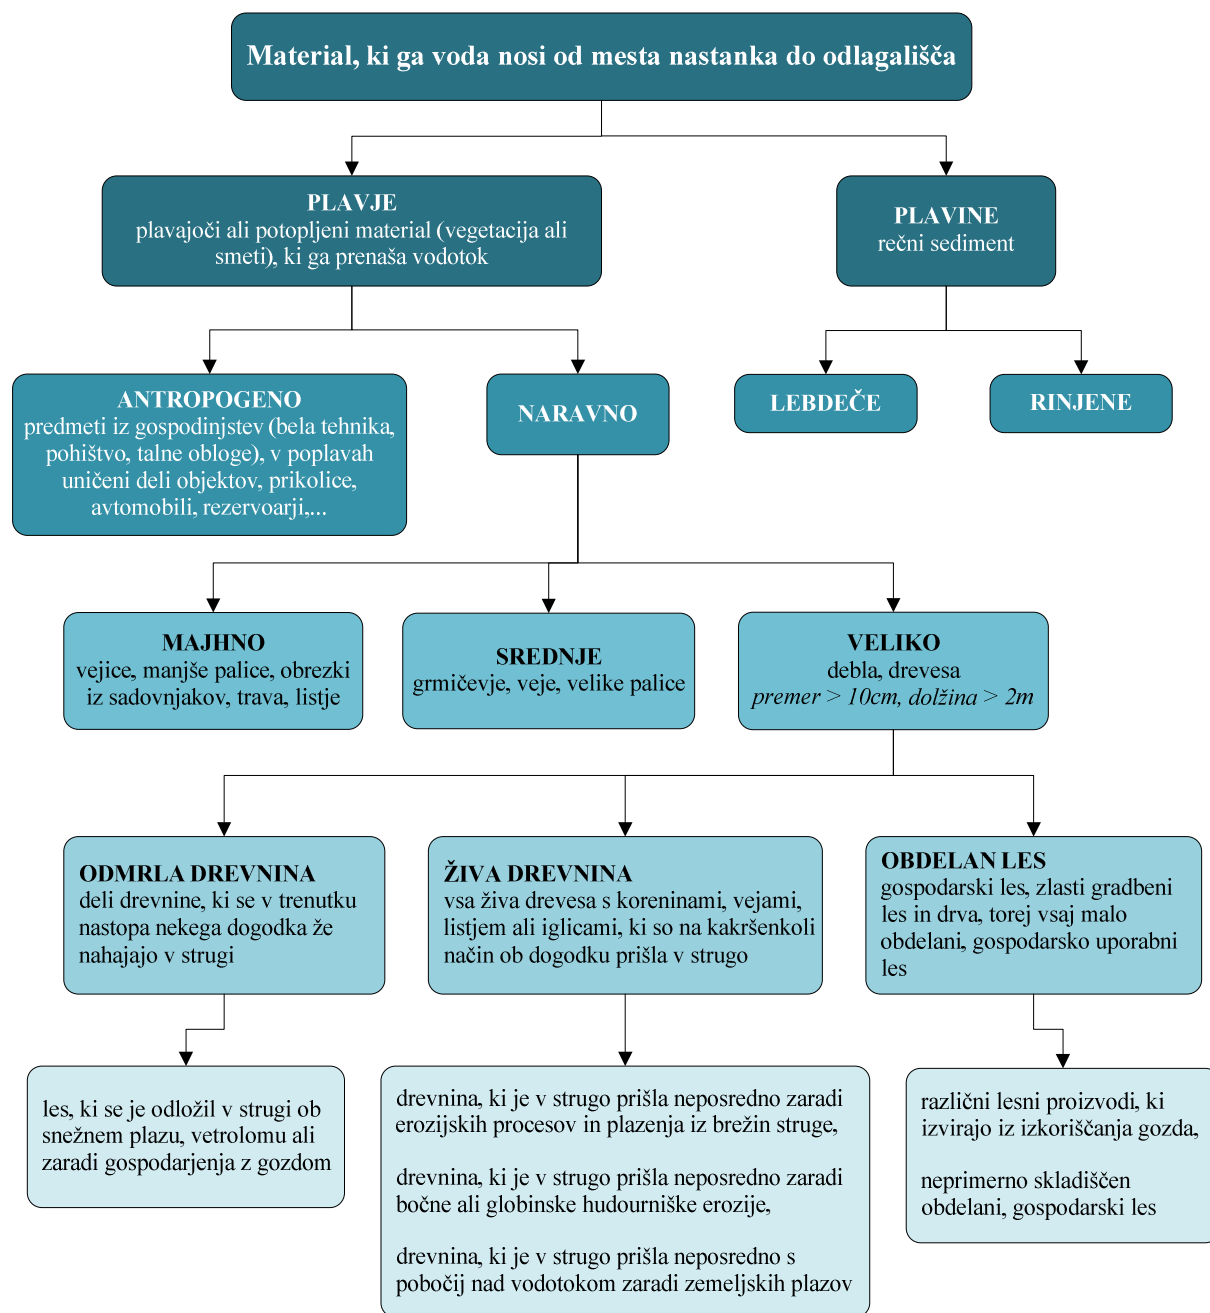 Material, ki ga voda nosi od mesta nastanka do odlagališča
PLAVJE
plavajoči ali potopljeni material (vegetacija ali
smeti), ki ga prenaša vodotok
PLAVINE
rečni sediment
ANTROPOGENO
predmeti iz gospodinjstev (bela tehnika,
pohištvo, talne obloge), v poplavah
uničeni deli objektov, prikolice,
avtomobili, rezervoarji,...
NARAVNO
LEBDEČE
RINJENE
MAJHNO
vejice, manjše palice, obrezki
iz sadovnjakov, trava, listje
SREDNJE
grmičevje, veje, velike palice
VELIKO
debla, drevesa
premer > 10cm, dolžina > 2m
ODMRLA DREVNINA
deli drevnine, ki se v trenutku
nastopa nekega dogodka že
nahajajo v strugi
ŽIVA DREVNINA
vsa živa drevesa s koreninami, vejami,
listjem ali iglicami, ki so na kakršenkoli
način ob dogodku prišla v strugo
OBDELAN LES
gospodarski les, zlasti gradbeni
les in drva, torej vsaj malo
obdelani, gospodarsko uporabni
les
les, ki se je odložil v strugi ob
snežnem plazu, vetrolomu ali
zaradi gospodarjenja z gozdom
drevnina, ki je v strugo prišla neposredno zaradi
erozijskih procesov in plazenja iz brežin struge,
drevnina, ki je v strugo prišla neposredno zaradi
bočne ali globinske hudourniške erozije,
drevnina, ki je v strugo prišla neposredno s
pobočij nad vodotokom zaradi zemeljskih plazov
različni lesni proizvodi, ki
izvirajo iz izkoriščanja gozda,
neprimerno skladiščen
obdelani, gospodarski les